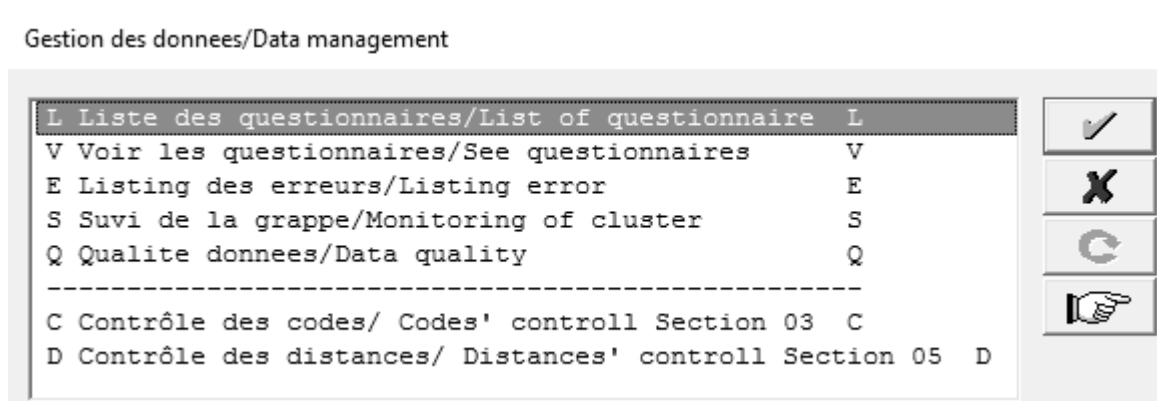 Gestion des donnees/Data management
L Liste des questionnaires/List of questionnaire L
V Voir les questionnaires/See questionnaires V
E Listing des erreurs/Listing error E
S Suvi de la grappe/Monitoring of cluster S
Q Qualite donnees/Data quality Q
---------------------------------------------------
C Contrôle des codes/ Codes' controll Section 03 C
D Contrôle des distances/ Distances' controll Section 05 D